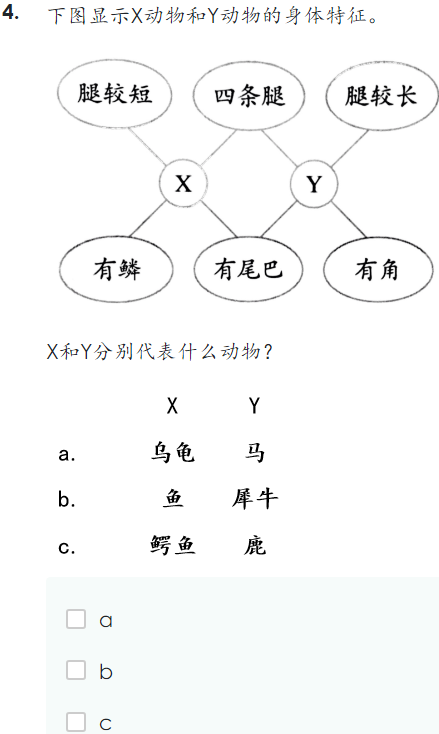 4. 下图显示X动物和Y动物的身体特征。
腿较短 四条腿 腿较长
X Y
有鳞 有尾巴 有角
X和Y分别代表什么动物？
X Y
a. 乌龟 马
b. 鱼 犀牛
c. 鳄鱼 鹿
a
b
c